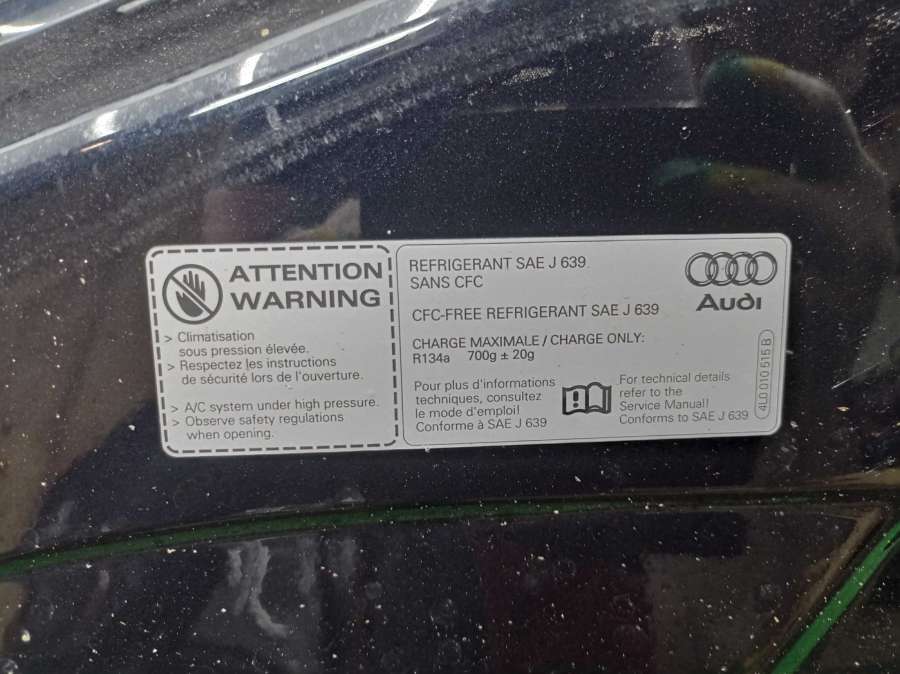 ATTENTION
WARNING
> Climatisation
sous pression élevée.
> Respectez les instructions
de sécurité lors de l'ouverture.
> A/C system under high pressure.
> Observe safety regulations
when opening.
REFRIGERANT SAE J 639
SANS CFC
CFC-FREE REFRIGERANT SAE J 639
CHARGE MAXIMALE / CHARGE ONLY:
R134a 700g ± 20g
Pour plus d'informations
techniques, consultez
le mode d'emploi!
Conforme à SAE J 639
For technical details
refer to the
Service Manual!
Conforms to SAE J 639
Audi
4L0 010 515 B